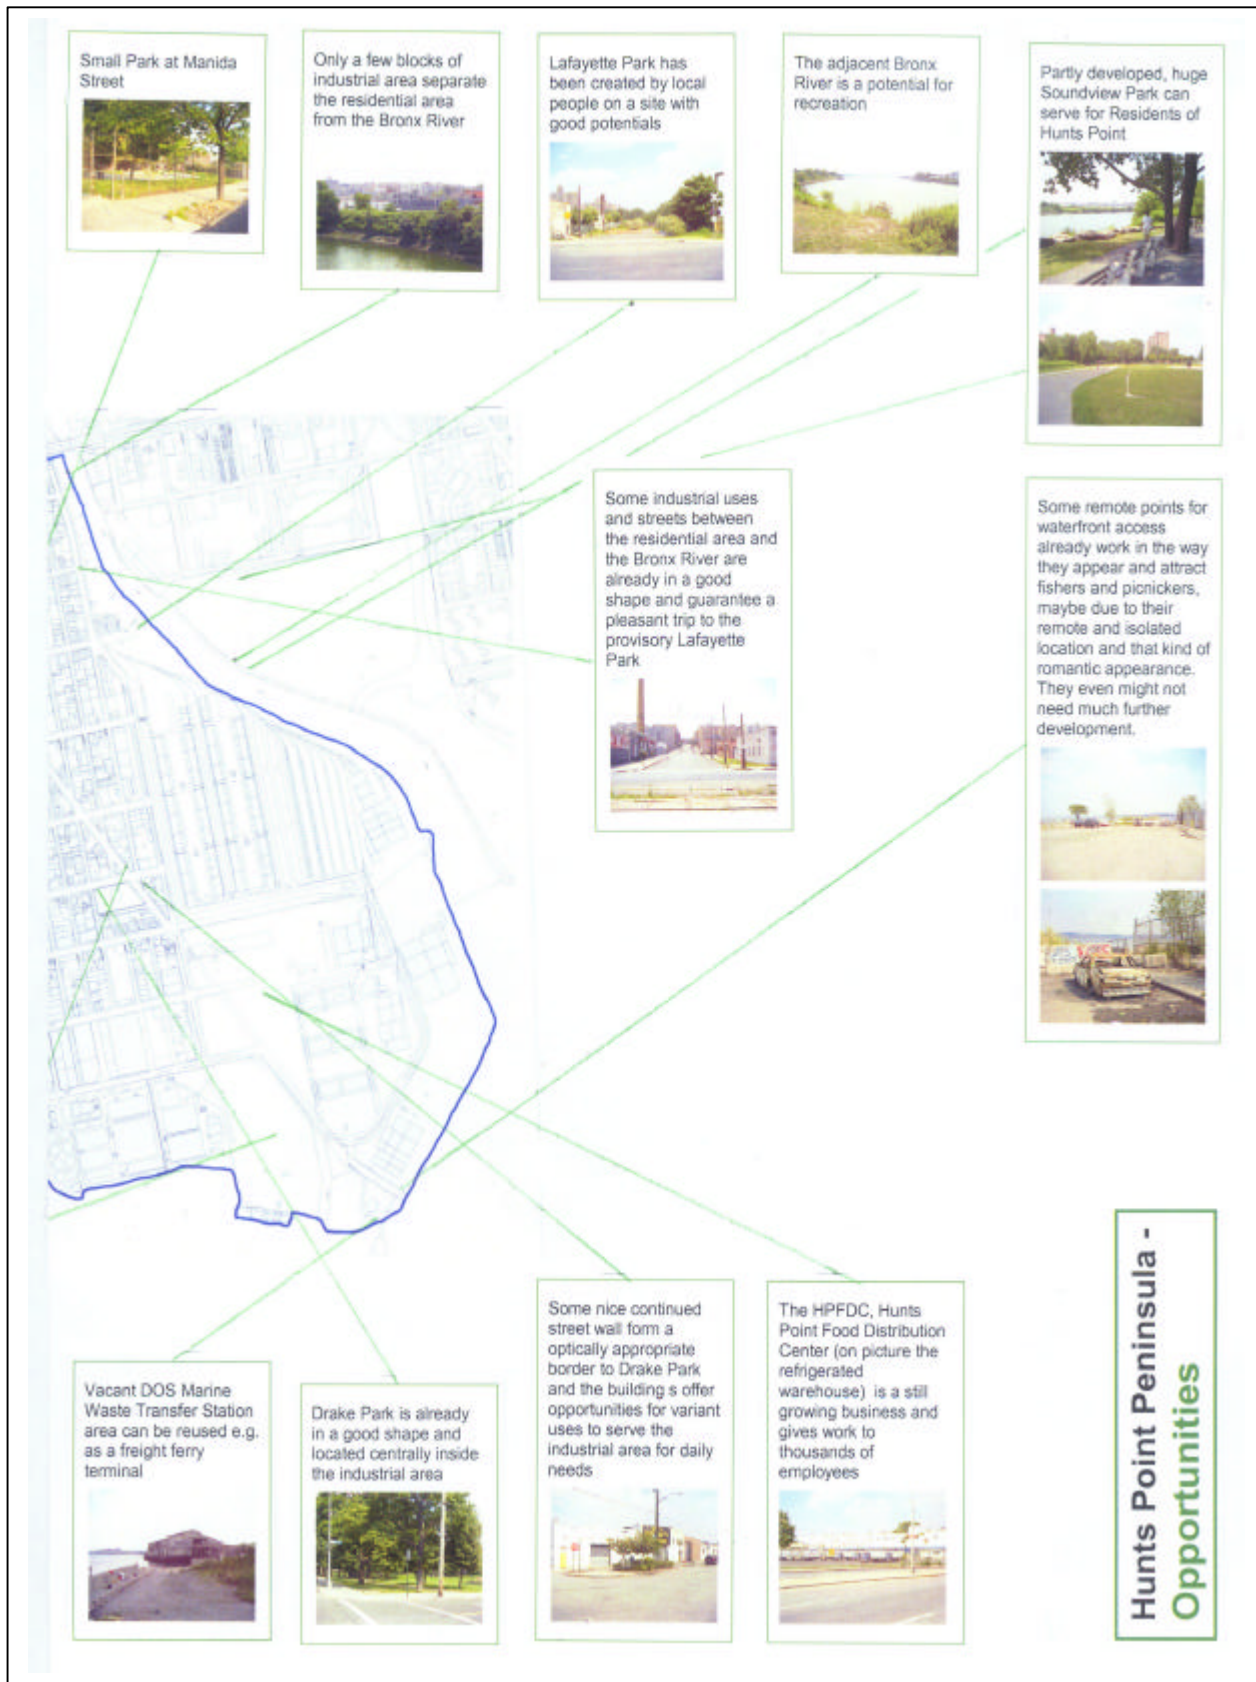 Small Park at Manida
Street
Only a few blocks of
industrial area separate
the residential area
from the Bronx River
Lafayette Park has
been created by local
people on a site with
good potentials
The adjacent Bronx
River is a potential for
recreation
Partly developed, huge
Soundview Park can
serve for Residents of
Hunts Point
Some industrial uses
and streets between
the residential area and
the Bronx River are
already in a good
shape and guarantee a
pleasant trip to the
provisory Lafayette
Park
Some remote points for
waterfront access
already work in the way
they appear and attract
fishers and picnickers,
maybe due to their
remote and isolated
location and that kind of
romantic appearance.
They even might not
need much further
development.
Vacant DOS Marine
Waste Transfer Station
area can be reused e.g.
as a freight ferry
terminal
Drake Park is already
in a good shape and
located centrally inside
the industrial area
Some nice continued
street wall form a
optically appropriate
border to Drake Park
and the building s offer
opportunities for variant
uses to serve the
industrial area for daily
needs
The HPFDC, Hunts
Point Food Distribution
Center (on picture the
refrigerated
warehouse) is a still
growing business and
gives work to
thousands of
employees
Hunts Point Peninsula -
Opportunities